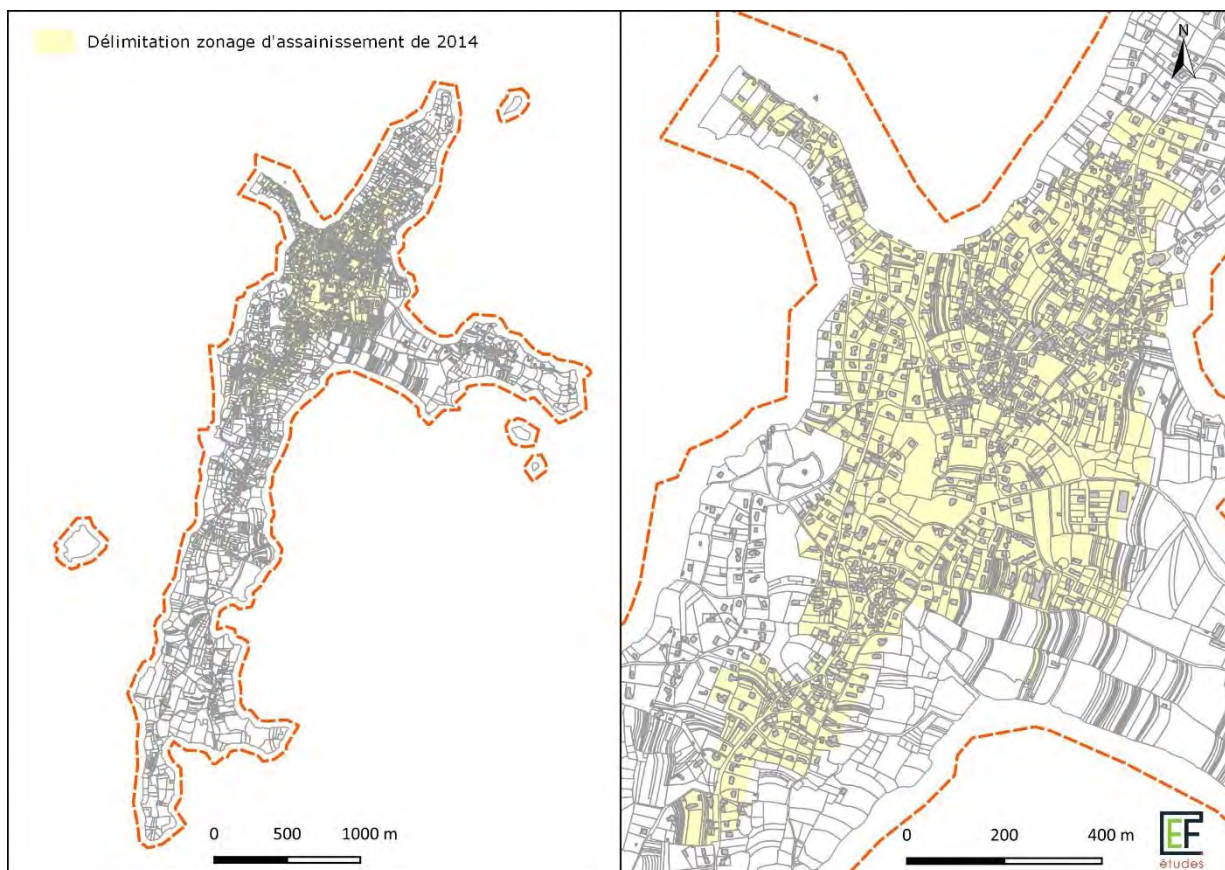 Délimitation zonage d'assainissement de 2014
N
0 500 1000 m
0 200 400 m
EF
études